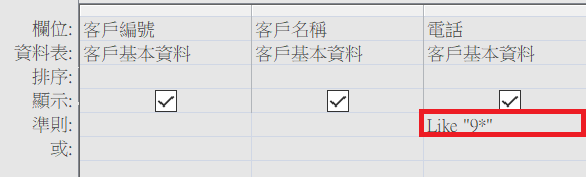 欄位: 客戶編號 客戶名稱 電話
資料表: 客戶基本資料 客戶基本資料 客戶基本資料
排序:
顯示:
準則: Like "9*"
或: